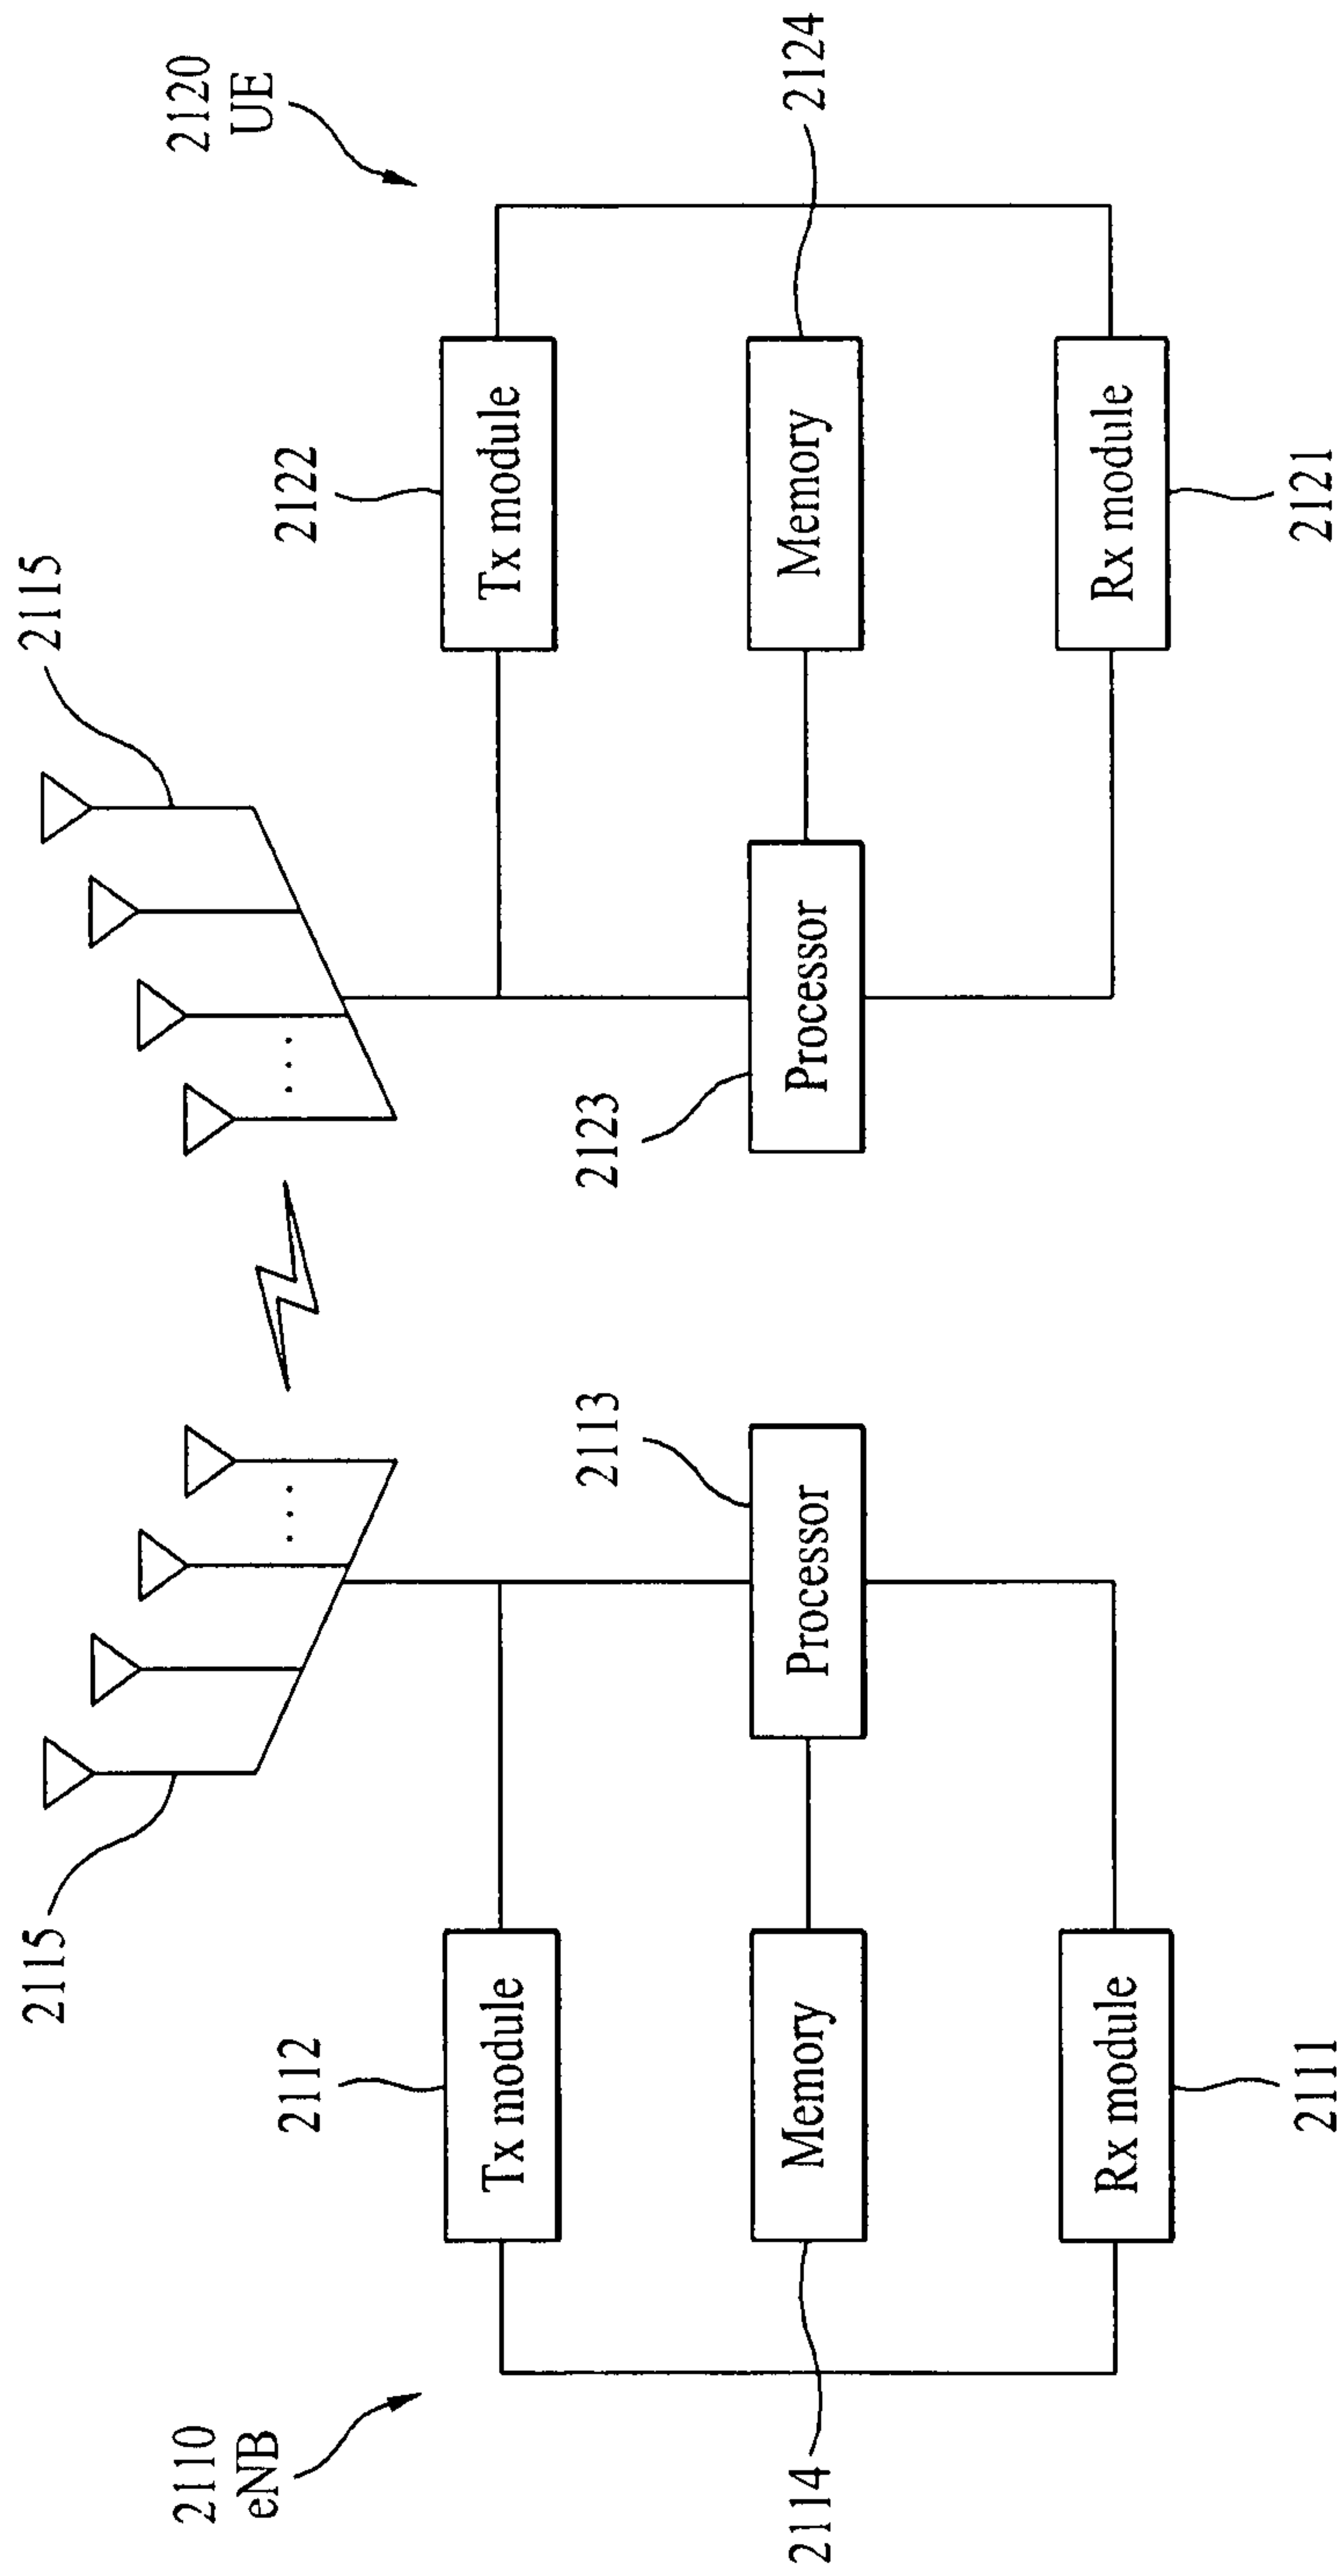 2110
eNB
2115
2112
Tx module
2113
2114
Memory
Processor
Rx module
2111
2120
UE
2115
2122
Tx module
2123
Processor
Memory
2124
Rx module
2121